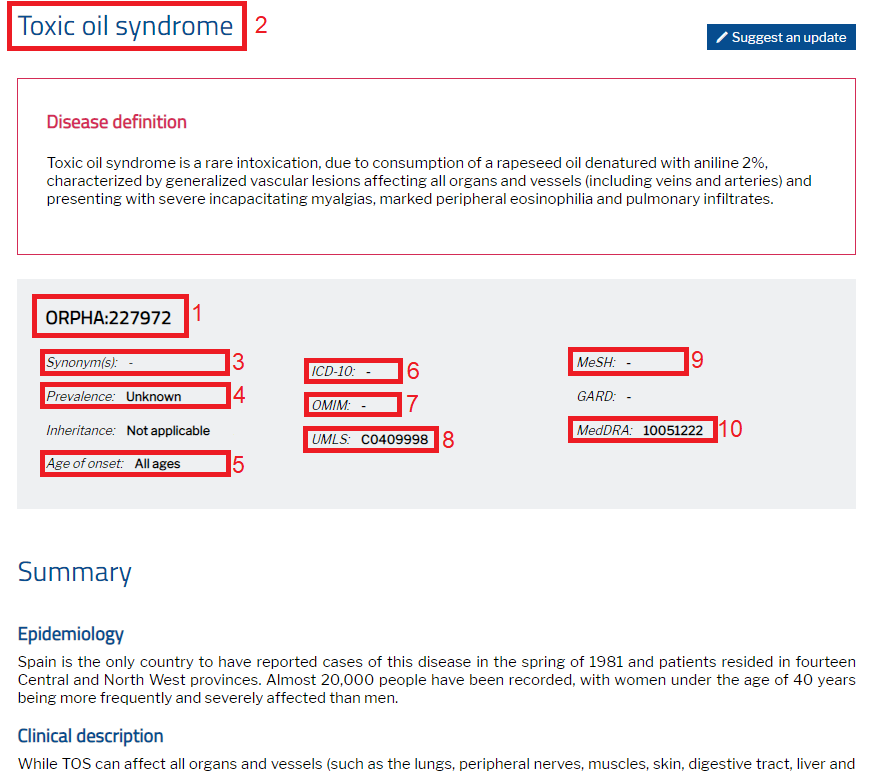 Toxic oil syndrome 2
Suggest an update
Disease definition
Toxic oil syndrome is a rare intoxication, due to consumption of a rapeseed oil denatured with aniline 2%,
characterized by generalized vascular lesions affecting all organs and vessels (including veins and arteries) and
presenting with severe incapacitating myalgias, marked peripheral eosinophilia and pulmonary infiltrates.
ORPHA:227972 1
Synonym(s): - 3
Prevalence: Unknown 4
Inheritance: Not applicable
Age of onset: All ages 5
ICD-10: - 6
OMIM: - 7
UMLS: C0409998 8
MeSH: - 9
GARD: -
MedDRA: 10051222 10
Summary
Epidemiology
Spain is the only country to have reported cases of this disease in the spring of 1981 and patients resided in fourteen
Central and North West provinces. Almost 20,000 people have been recorded, with women under the age of 40 years
being more frequently and severely affected than men.
Clinical description
While TOS can affect all organs and vessels (such as the lungs, peripheral nerves, muscles, skin, digestive tract, liver and